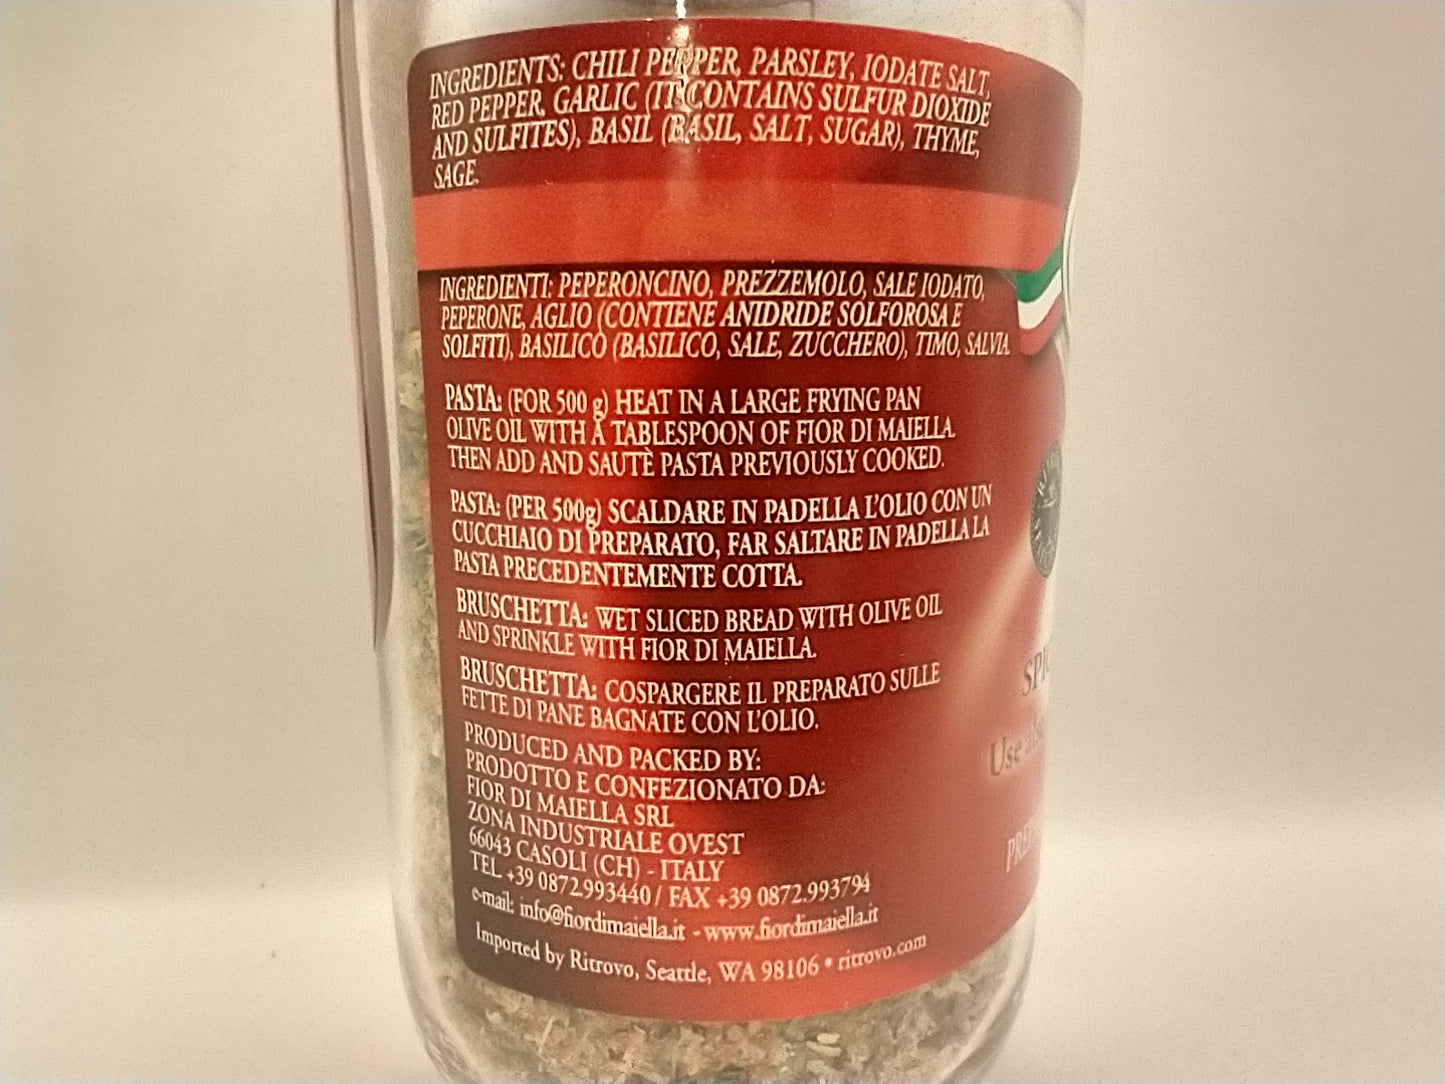 INGREDIENTS: CHILI PEPPER, PARSLEY, IODATE SALT,
RED PEPPER, GARLIC (IT CONTAINS SULFUR DIOXIDE
AND SULFITES), BASIL (BASIL, SALT, SUGAR), THYME,
SAGE.
INGREDIENTI: PEPERONCINO, PREZZEMOLO, SALE IODATO,
PEPERONE, AGLIO (CONTIENE ANIDRIDE SOLFOROSA E
SOLFITI), BASILICO (BASILICO, SALE, ZUCCHERO), TIMO, SALVIA.
PASTA: (FOR 500 g) HEAT IN A LARGE FRYING PAN
OLIVE OIL WITH A TABLESPOON OF FIOR DI MAIELLA.
THEN ADD AND SAUTÈ PASTA PREVIOUSLY COOKED.
PASTA: (PER 500g) SCALDARE IN PADELLA L'OLIO CON UN
CUCCHIAIO DI PREPARATO, FAR SALTARE IN PADELLA LA
PASTA PRECEDENTEMENTE COTTA.
BRUSCHETTA: WET SLICED BREAD WITH OLIVE OIL
AND SPRINKLE WITH FIOR DI MAIELLA.
BRUSCHETTA: COSPARGERE IL PREPARATO SULLE
FETTE DI PANE BAGNATE CON L'OLIO.
PRODUCED AND PACKED BY:
PRODOTTO E CONFEZIONATO DA:
FIOR DI MAIELLA SRL
ZONA INDUSTRIALE OVEST
66043 CASOLI (CH) - ITALY
TEL +39 0872.993440 / FAX +39 0872.993794
e-mail: info@fiordimaiella.it - www.fiordimaiella.it
Imported by Ritrovo, Seattle, WA 98106 • ritrovo.com
Use